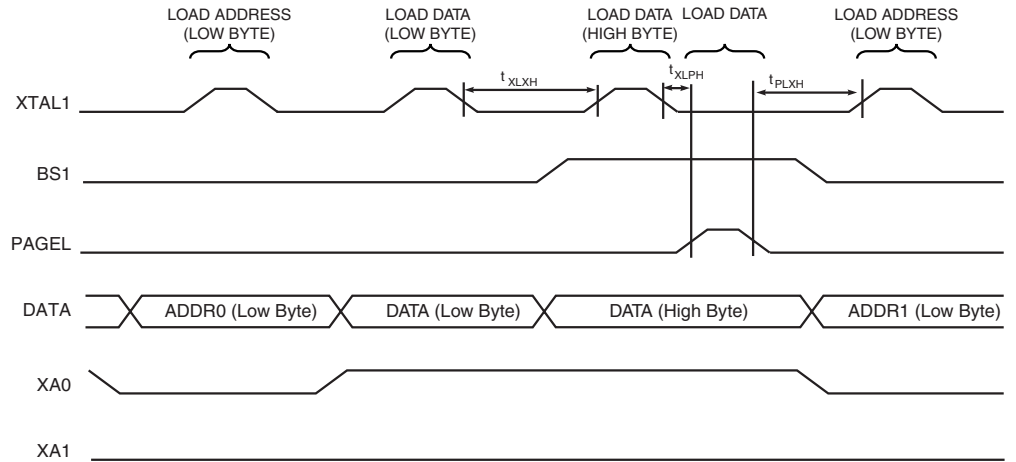 LOAD ADDRESS
(LOW BYTE)
LOAD DATA
(LOW BYTE)
LOAD DATA
(HIGH BYTE)
LOAD DATA
LOAD ADDRESS
(LOW BYTE)
XTAL1
t XLXH
tXLPH
tPLXH
BS1
PAGEL
DATA
ADDR0 (Low Byte)
DATA (Low Byte)
DATA (High Byte)
ADDR1 (Low Byte)
XA0
XA1